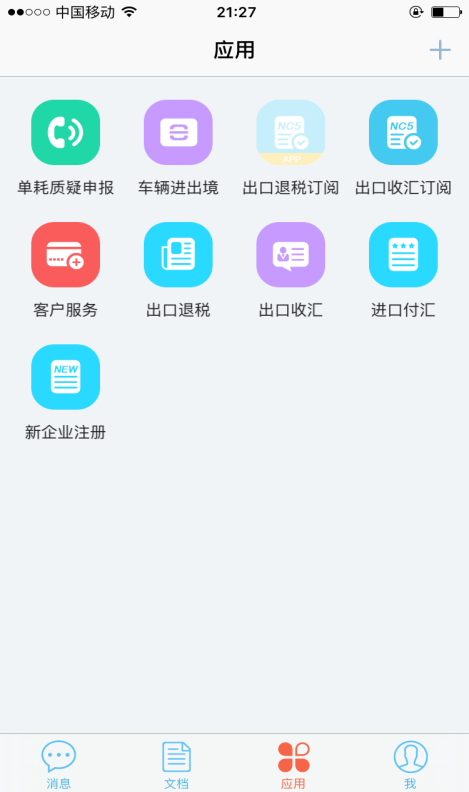 中国移动 21:27
应用
NC5 NC5
APP
单耗质疑申报 车辆进出境 出口退税订阅 出口收汇订阅
客户服务 出口退税 出口收汇 进口付汇
NEW
新企业注册
消息 文档 应用 我